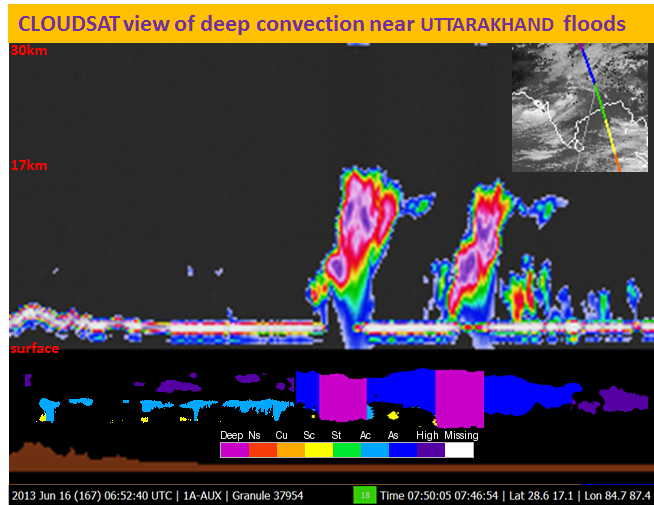 CLOUDSAT view of deep convection near UTTARAKHAND floods
30km
17km
surface
Deep Ns Cu Sc St Ac As High Missing
2013 Jun 16 (167) 06:52:40 UTC | 1A-AUX | Granule 37954 18 Time 07:50:05 07:46:54 | Lat 28.6 17.1 | Lon 84.7 87.4